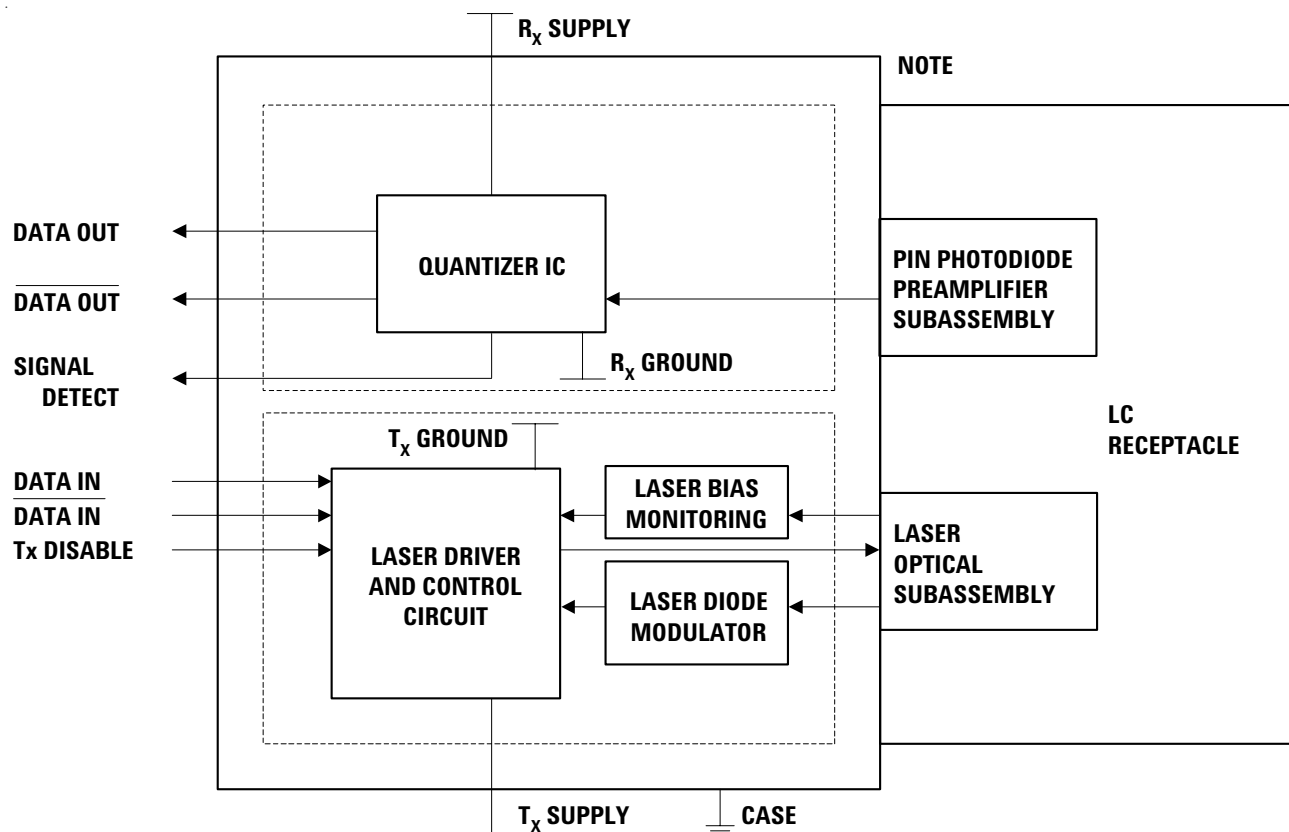 R_X SUPPLY
NOTE
DATA OUT
QUANTIZER IC
PIN PHOTODIODE
PREAMPLIFIER
SUBASSEMBLY
DATA OUT
SIGNAL
DETECT
R_X GROUND
T_X GROUND
LC
RECEPTACLE
DATA IN
DATA IN
Tx DISABLE
LASER BIAS
MONITORING
LASER DRIVER
AND CONTROL
CIRCUIT
LASER
OPTICAL
SUBASSEMBLY
LASER DIODE
MODULATOR
T_X SUPPLY
CASE